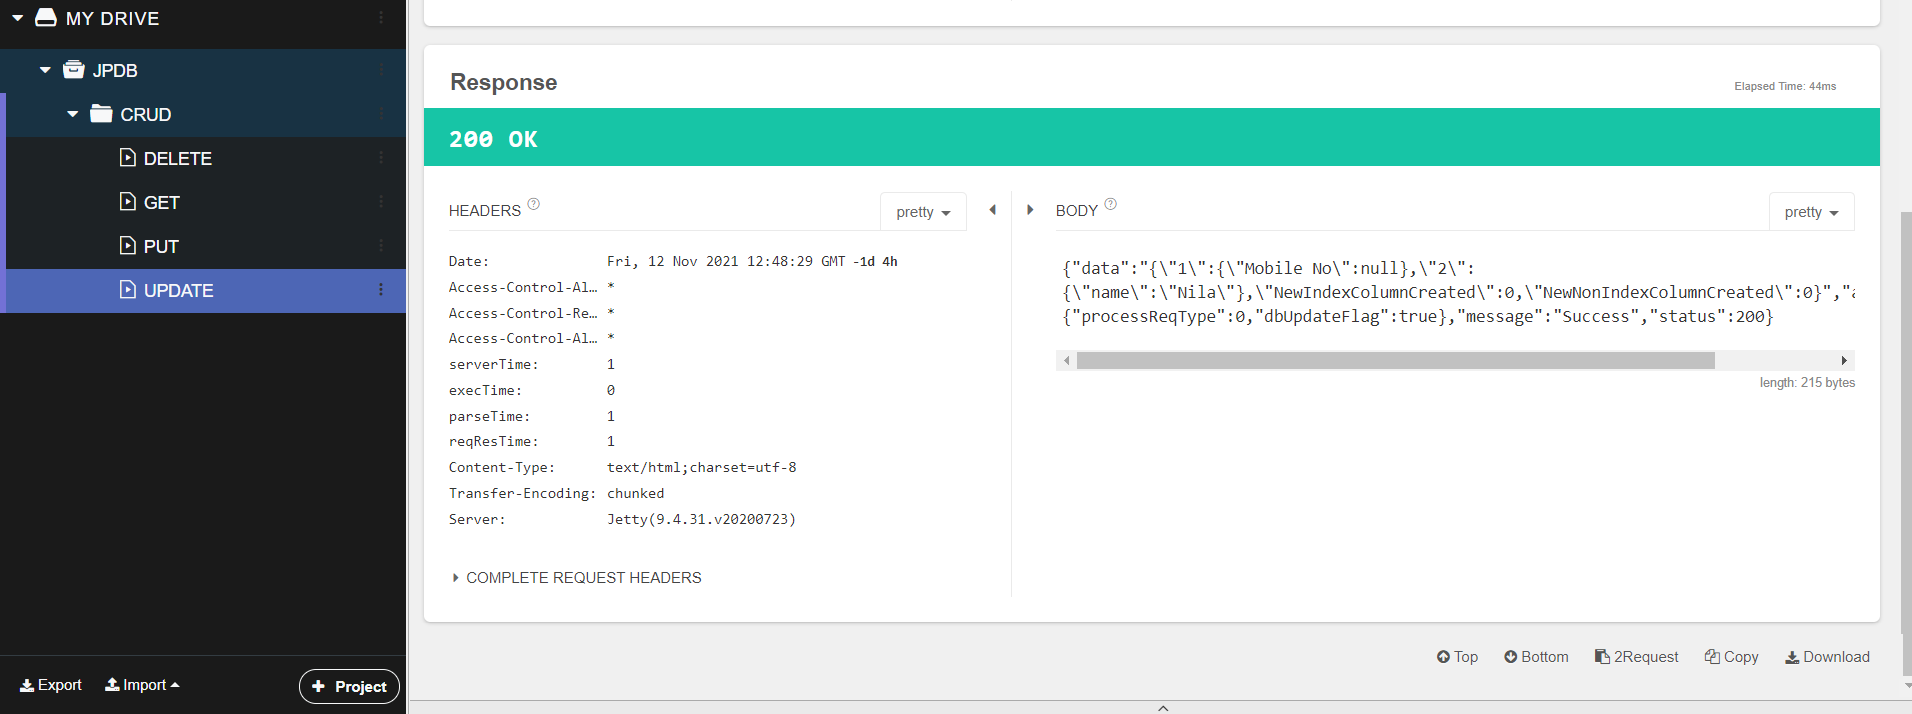 MY DRIVE
JPDB
CRUD
DELETE
GET
PUT
UPDATE
Export
Import
+ Project
Response
Elapsed Time: 44ms
200 OK
HEADERS ?
pretty
Date: Fri, 12 Nov 2021 12:48:29 GMT -1d 4h
Access-Control-Al… *
Access-Control-Re… *
Access-Control-Al… *
serverTime: 1
execTime: 0
parseTime: 1
reqResTime: 1
Content-Type: text/html;charset=utf-8
Transfer-Encoding: chunked
Server: Jetty(9.4.31.v20200723)
COMPLETE REQUEST HEADERS
BODY ?
pretty
{"data":"{\"1\":{\"Mobile No\":null},\"2\":
{\"name\":\"Nila\"},\"NewIndexColumnCreated\":0,\"NewNonIndexColumnCreated\":0}","
{"processReqType":0,"dbUpdateFlag":true},"message":"Success","status":200}
length: 215 bytes
Top
Bottom
2Request
Copy
Download